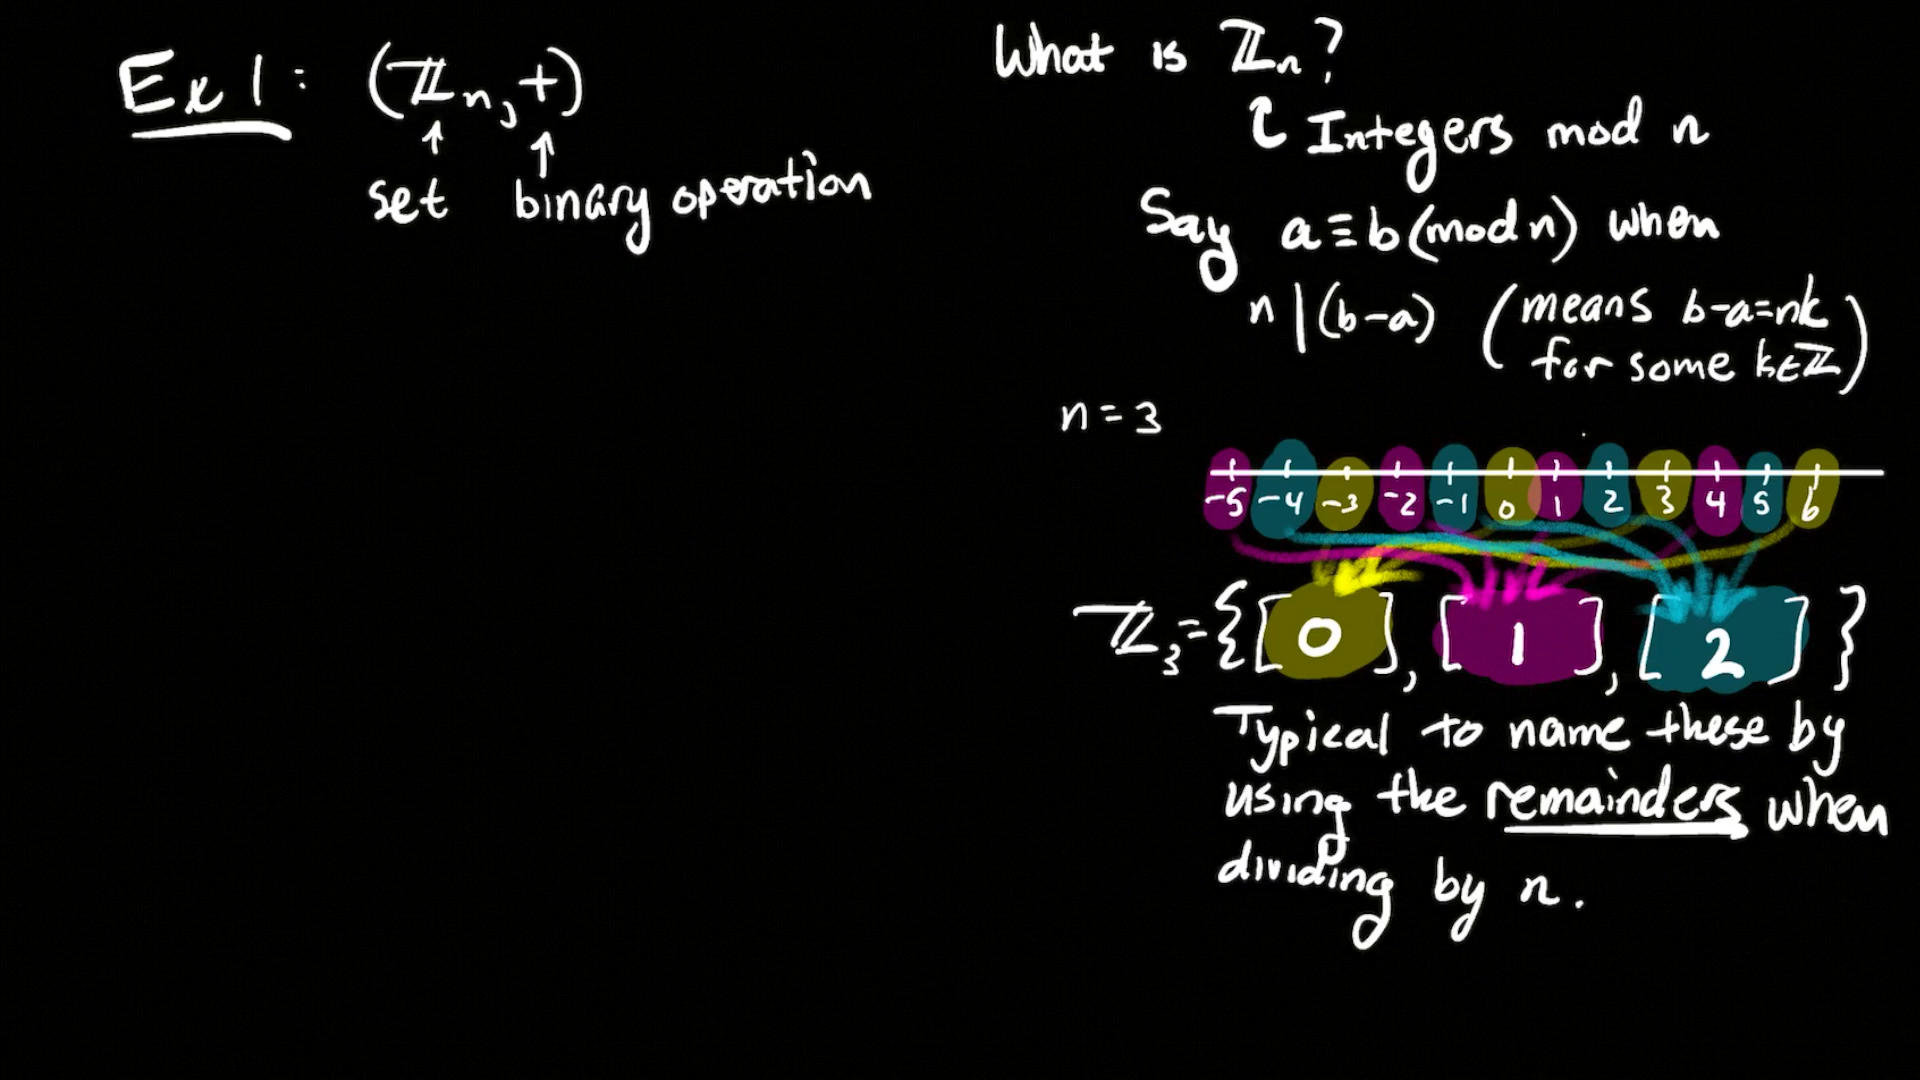 Ex 1: (ℤn, +)
↑ ↑
set binary operation
What is ℤn?
Integers mod n
Say a≡b(mod n) when
n|(b-a) (means b-a=nk
for some k∈ℤ)
n = 3
-5 -4 -3 -2 -1 0 1 2 3 4 5 6
ℤ3={[0], [1], [2]}
Typical to name these by
using the remainders when
dividing by n.